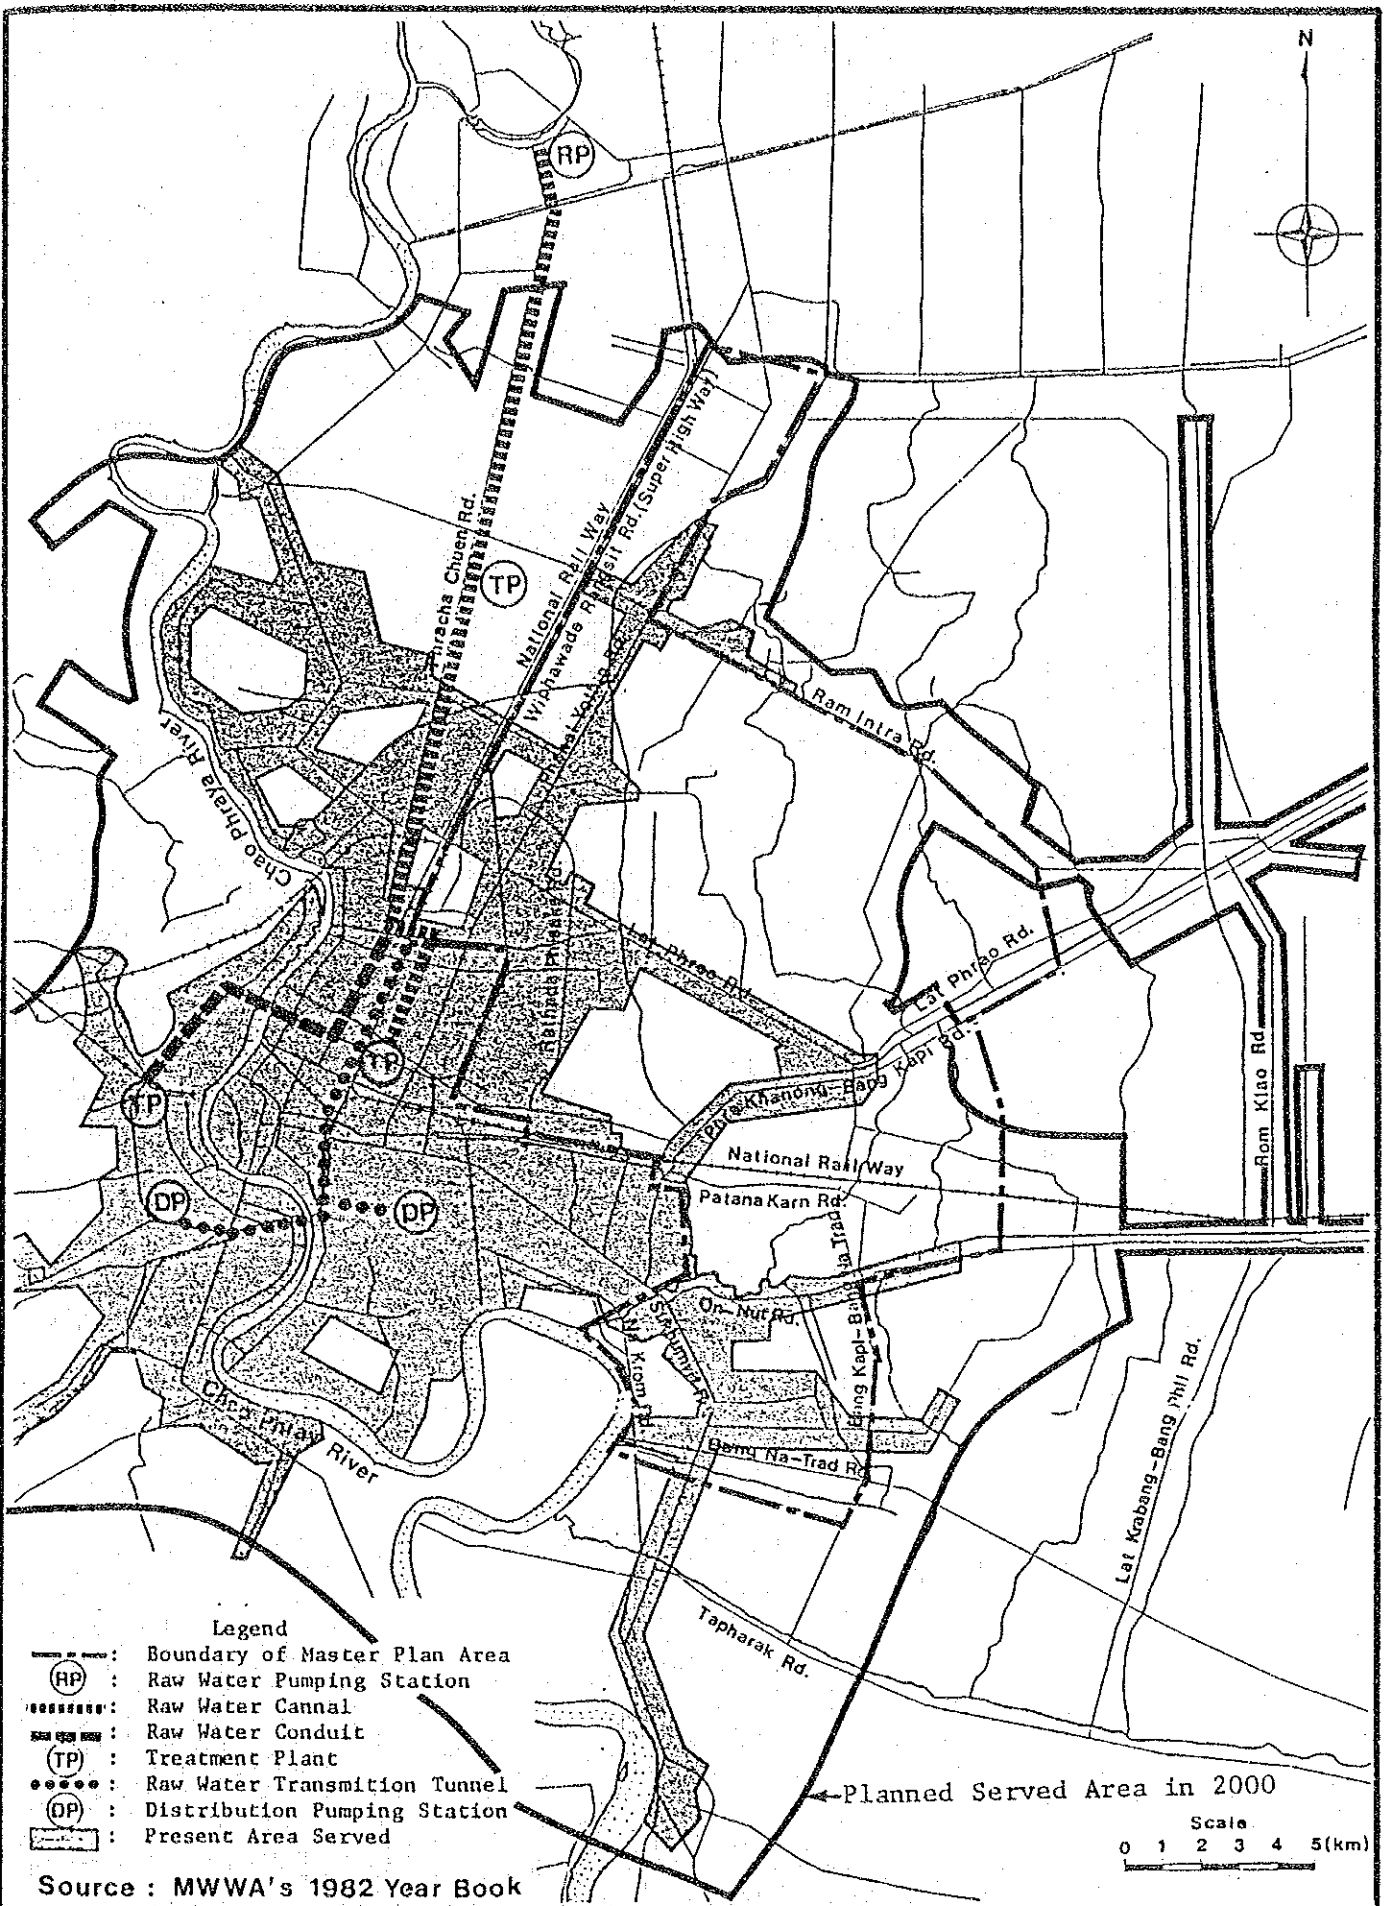 N
RP
Wiphawade Rangsit Rd.(Super High Way)
National Rail Way
Chuen Rd.
TP
Ram Intra Rd.
Chao Phraya River
Lat Phrao Rd.
Lat Phrao Rd.
Phra Khanong-Bang Kapi Rd.
TP
TP
Rom Klao Rd
National Rail Way
Patana Karn Rd.
DP
DP
On-Nut Rd.
Bang Na-Trad Rd
River
Lat Krabang-Bang Phli Rd.
Tapharak Rd.
Legend
: Boundary of Master Plan Area
RP : Raw Water Pumping Station
: Raw Water Cannal
: Raw Water Conduit
TP : Treatment Plant
: Raw Water Transmition Tunnel
DP : Distribution Pumping Station
: Present Area Served
Planned Served Area in 2000
Scale
0 1 2 3 4 5(km)
Source : MWWA's 1982 Year Book